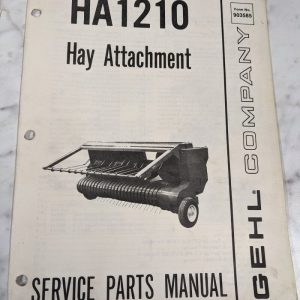 HA1210
Hay Attachment
Form No.
903585
GEHL COMPANY
SERVICE PARTS MANUAL